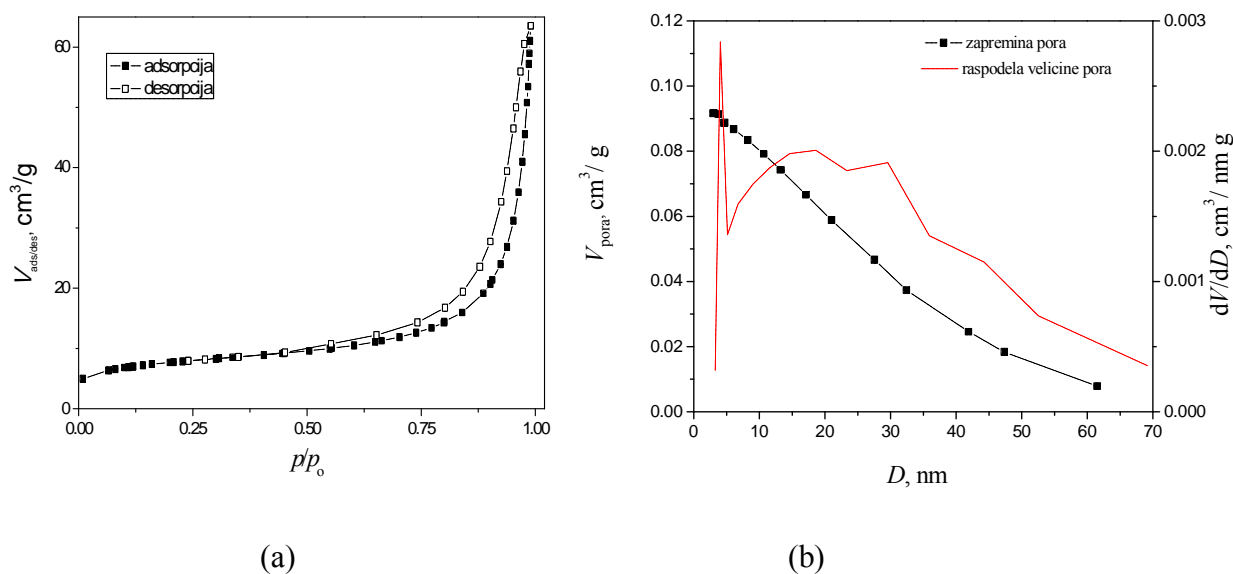 adsorpcija
desorpcija
V_ads/des, cm³/g
60
40
20
0
0.00 0.25 0.50 0.75 1.00
p/p_o
(a)
zapremina pora
raspodela velicine pora
V_pora, cm³/ g
0.12
0.10
0.08
0.06
0.04
0.02
0.00
0 10 20 30 40 50 60 70
D, nm
0.003
0.002
0.001
0.000
dV/dD, cm³/ nm g
(b)